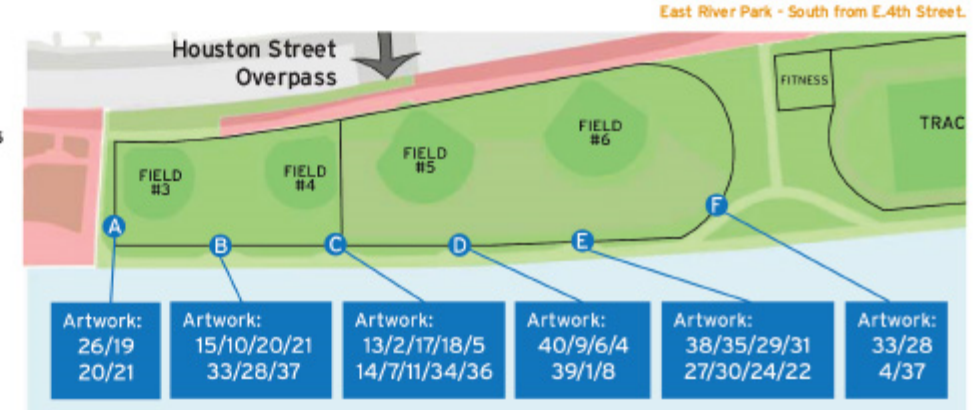 East River Park - South from E.4th Street.
Houston Street
Overpass
FITNESS
TRAC
FIELD
#3
FIELD
#4
FIELD
#5
FIELD
#6
A
B
C
D
E
F
Artwork:
26/19
20/21
Artwork:
15/10/20/21
33/28/37
Artwork:
13/2/17/18/5
14/7/11/34/36
Artwork:
40/9/6/4
39/1/8
Artwork:
38/35/29/31
27/30/24/22
Artwork:
33/28
4/37